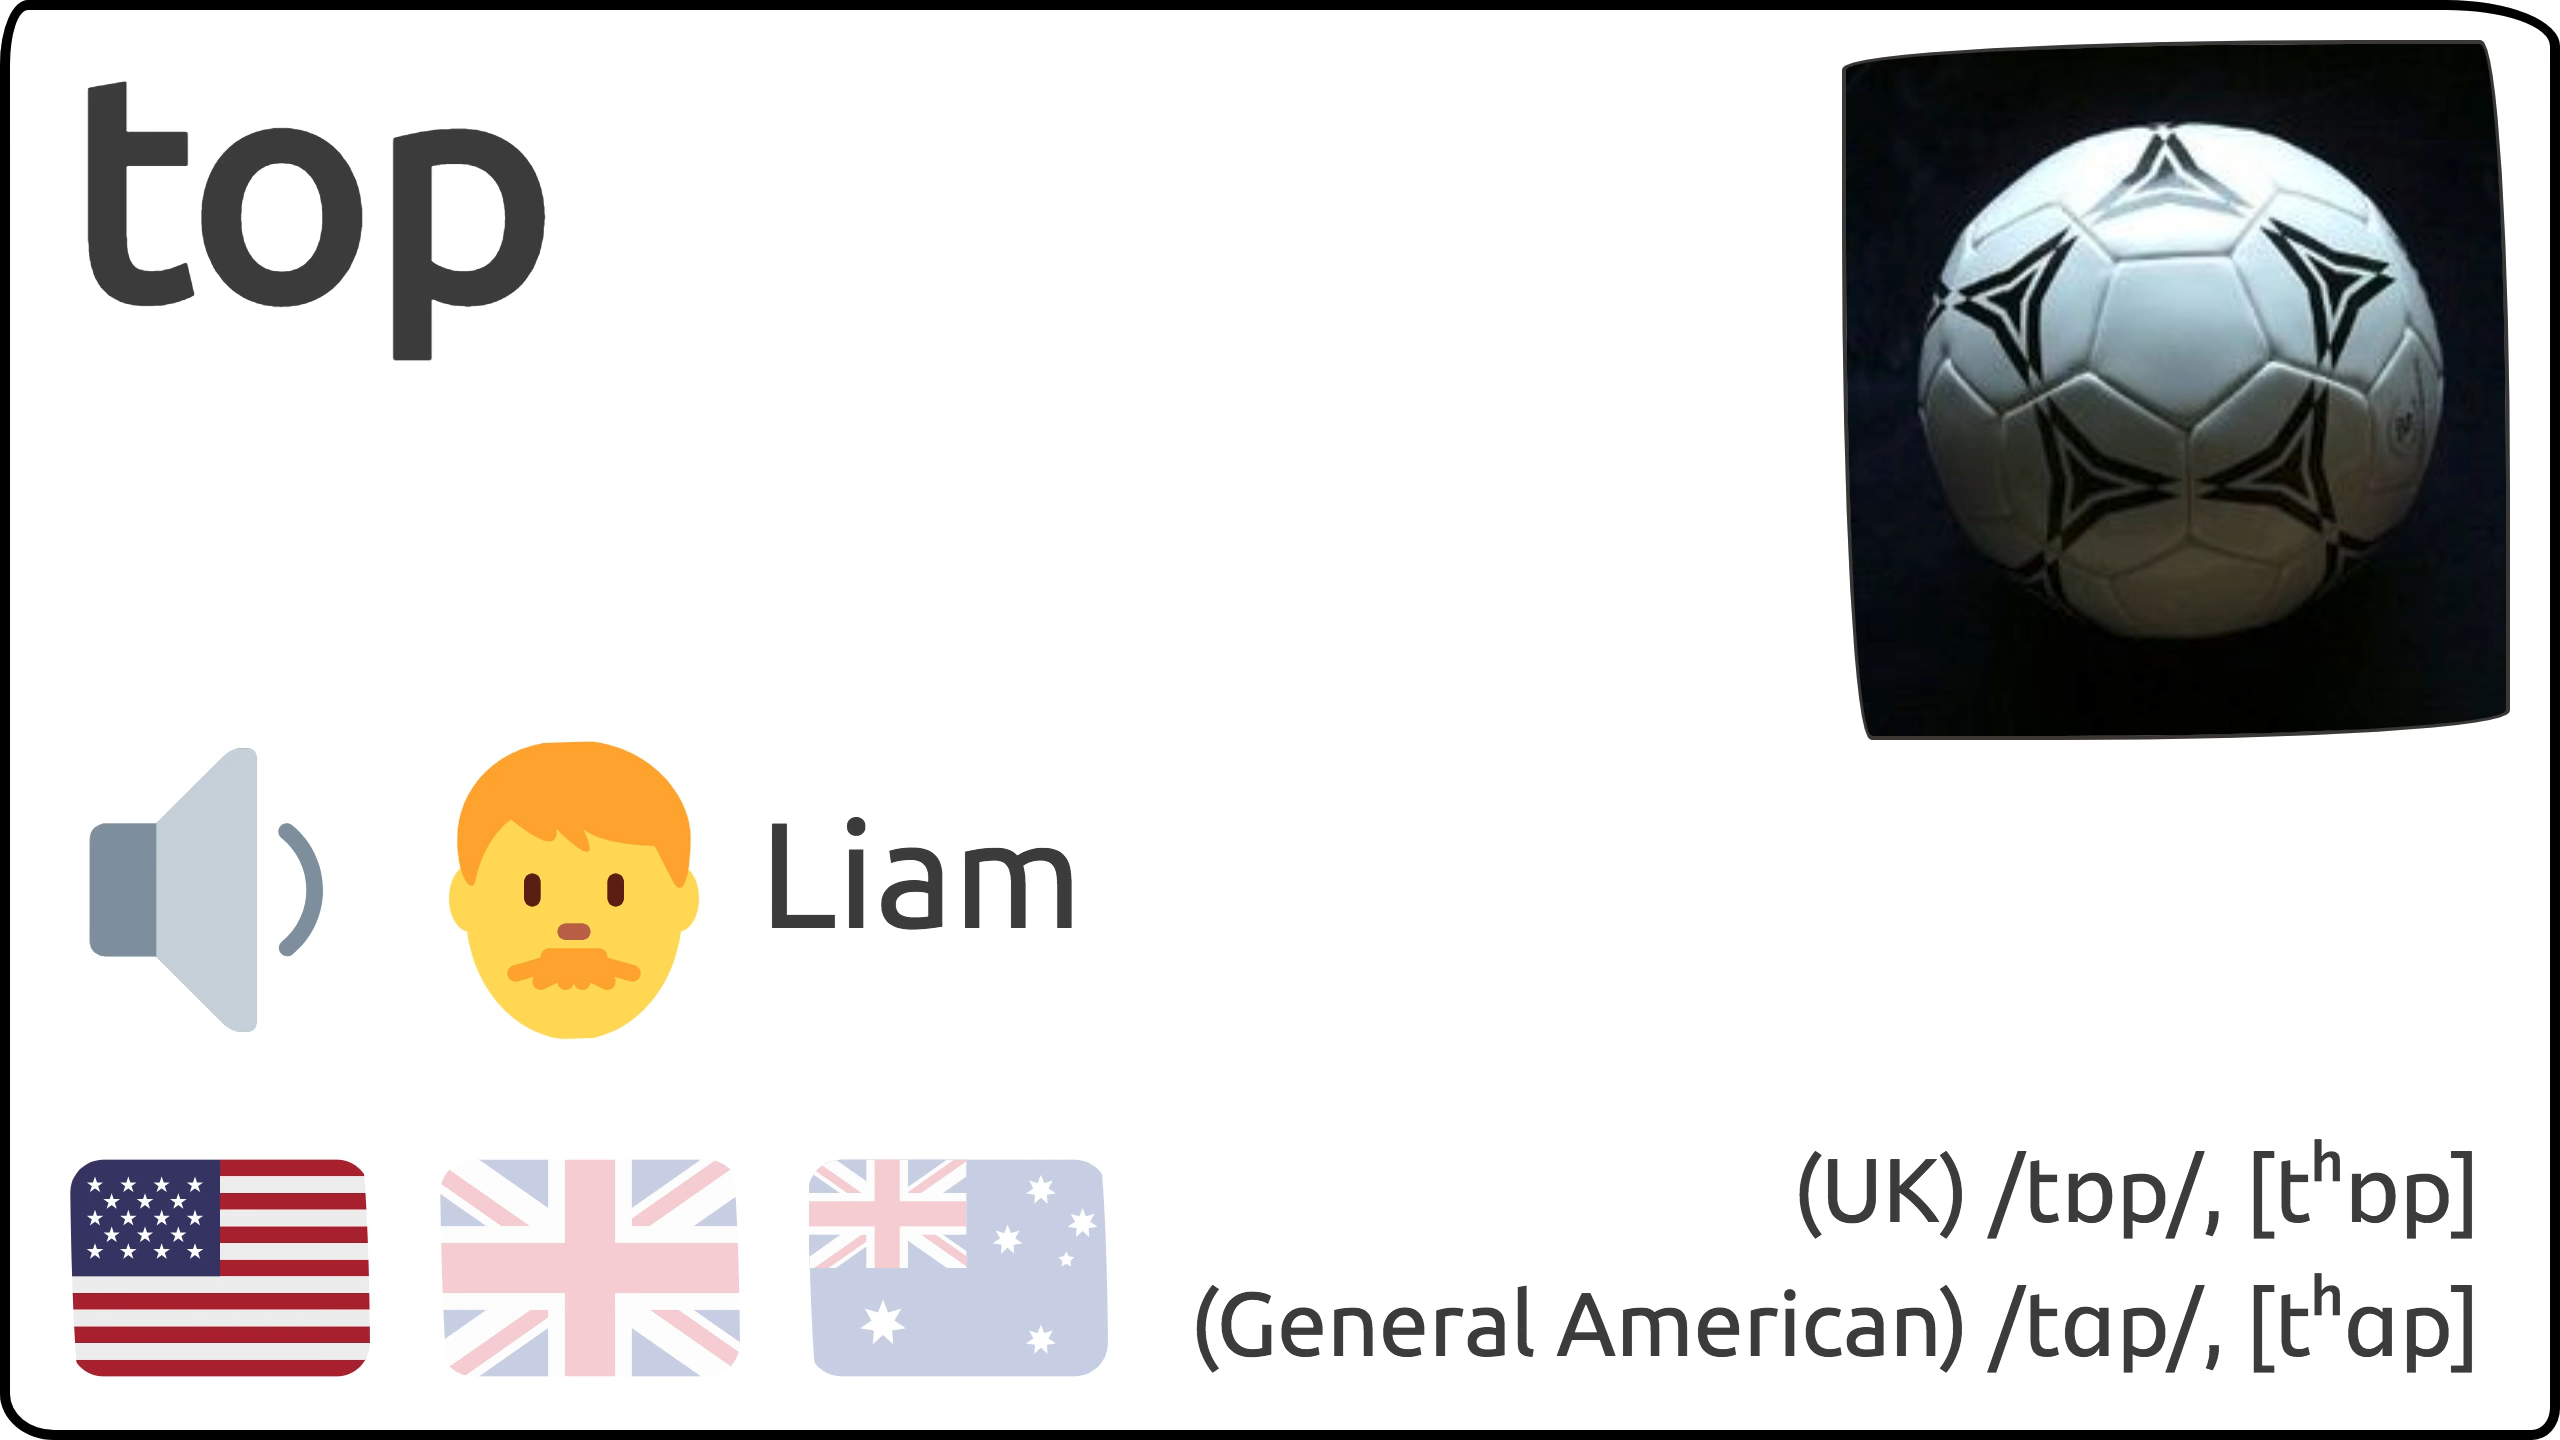 top
Liam
(UK) /tɒp/, [tʰɒp]
(General American) /tɑp/, [tʰɑp]